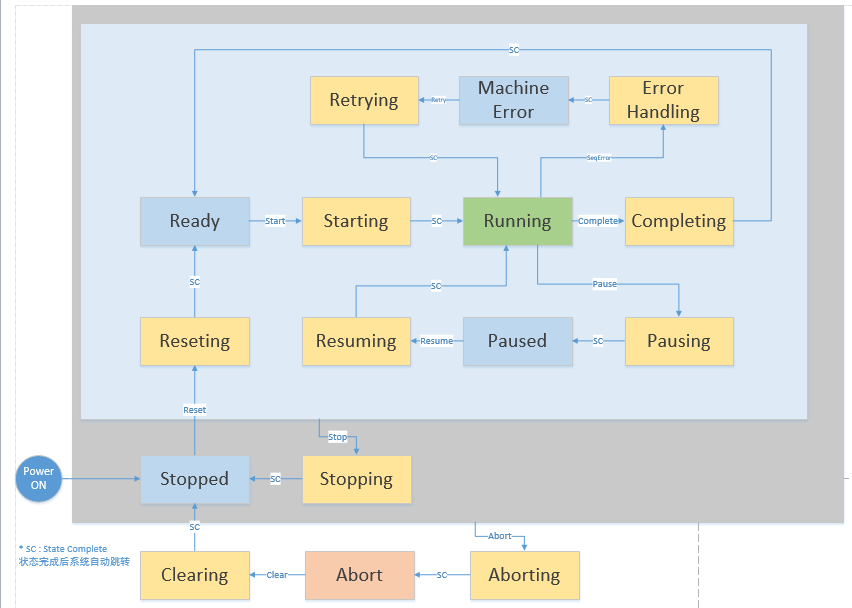 SC
Retrying
Retry
Machine
Error
SC
Error
Handling
SC
SeqError
Ready
Start
Starting
SC
Running
Complete
Completing
SC
SC
Pause
Reseting
Resuming
Resume
Paused
SC
Pausing
Reset
Stop
Power
ON
Stopped
SC
Stopping
SC
Abort
* SC : State Complete
状态完成后系统自动跳转
Clearing
Clear
Abort
SC
Aborting